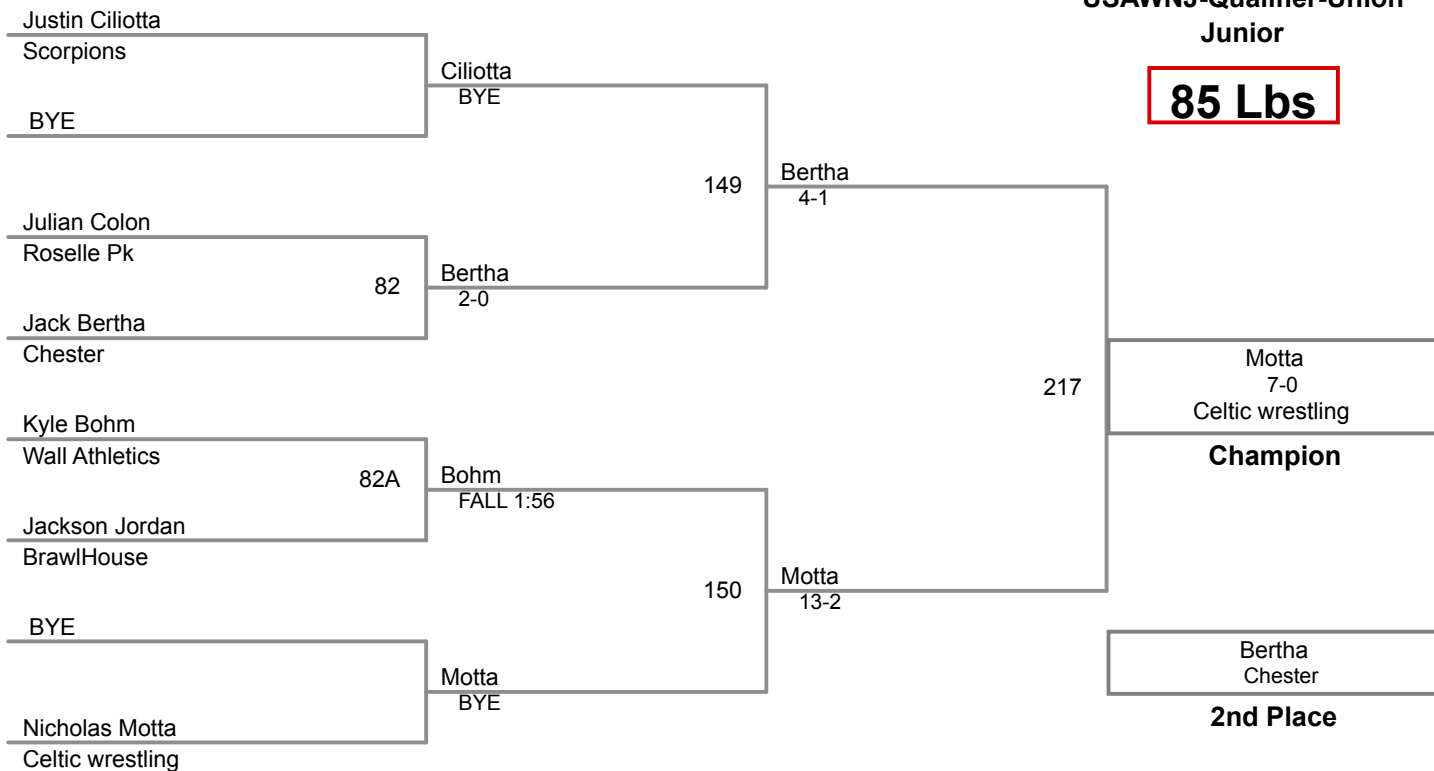 USAWNJ-Qualifier-Union
Junior
85 Lbs
Justin Ciliotta
Scorpions
BYE
Julian Colon
Roselle Pk
82
Jack Bertha
Chester
Kyle Bohm
Wall Athletics
82A
Jackson Jordan
BrawlHouse
BYE
Nicholas Motta
Celtic wrestling
Ciliotta
BYE
149
Bertha
2-0
Bohm
FALL 1:56
150
Motta
BYE
Bertha
4-1
217
Motta
13-2
Motta
7-0
Celtic wrestling
Champion
Bertha
Chester
2nd Place